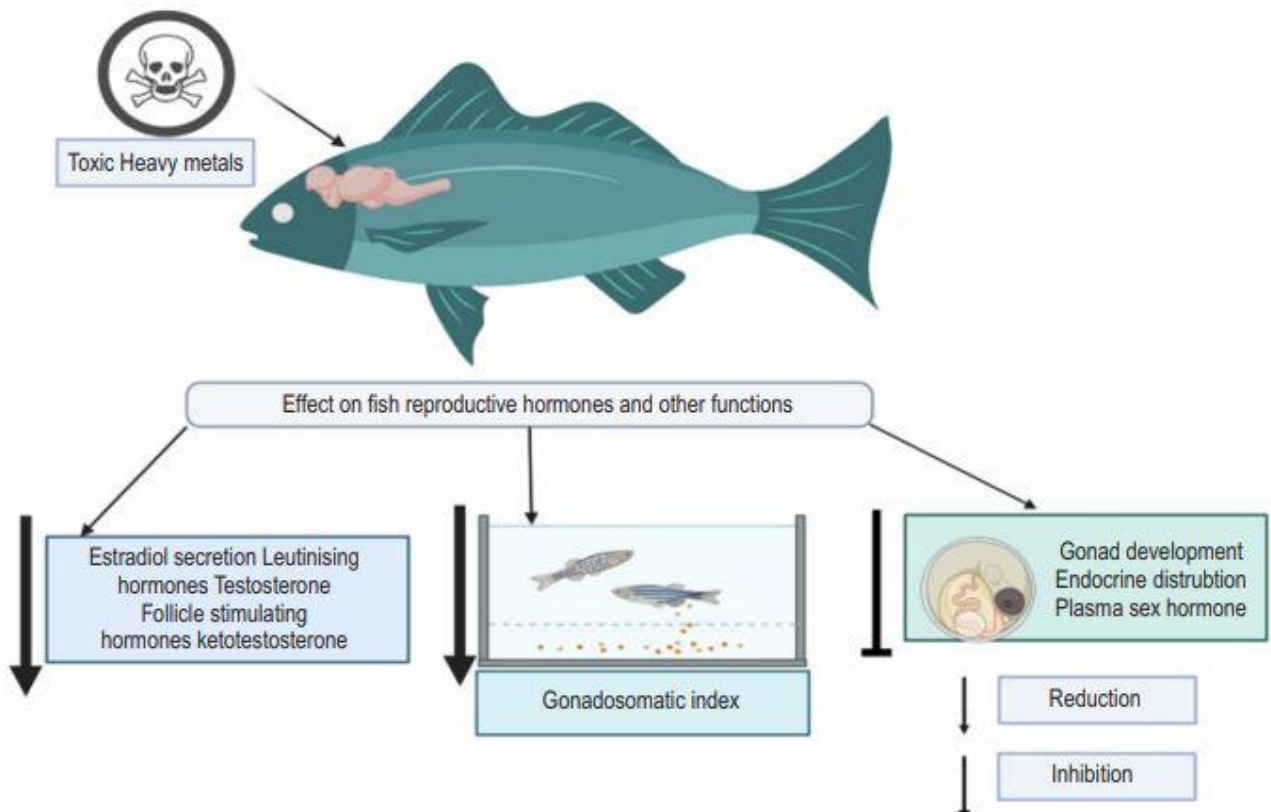 Toxic Heavy metals
Effect on fish reproductive hormones and other functions
Estradiol secretion Leutinising
hormones Testosterone
Follicle stimulating
hormones ketotestosterone
Gonadosomatic index
Gonad development
Endocrine distrubtion
Plasma sex hormone
Reduction
Inhibition